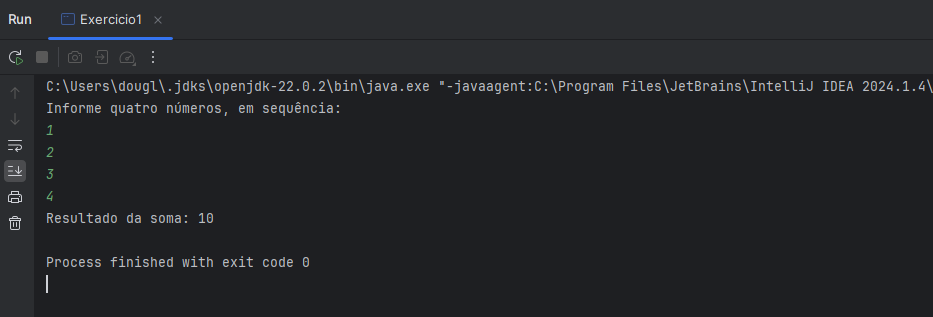 Run Exercicio1
C:\Users\dougl\.jdks\openjdk-22.0.2\bin\java.exe "-javaagent:C:\Program Files\JetBrains\IntelliJ IDEA 2024.1.4\
Informe quatro números, em sequência:
1
2
3
4
Resultado da soma: 10
Process finished with exit code 0